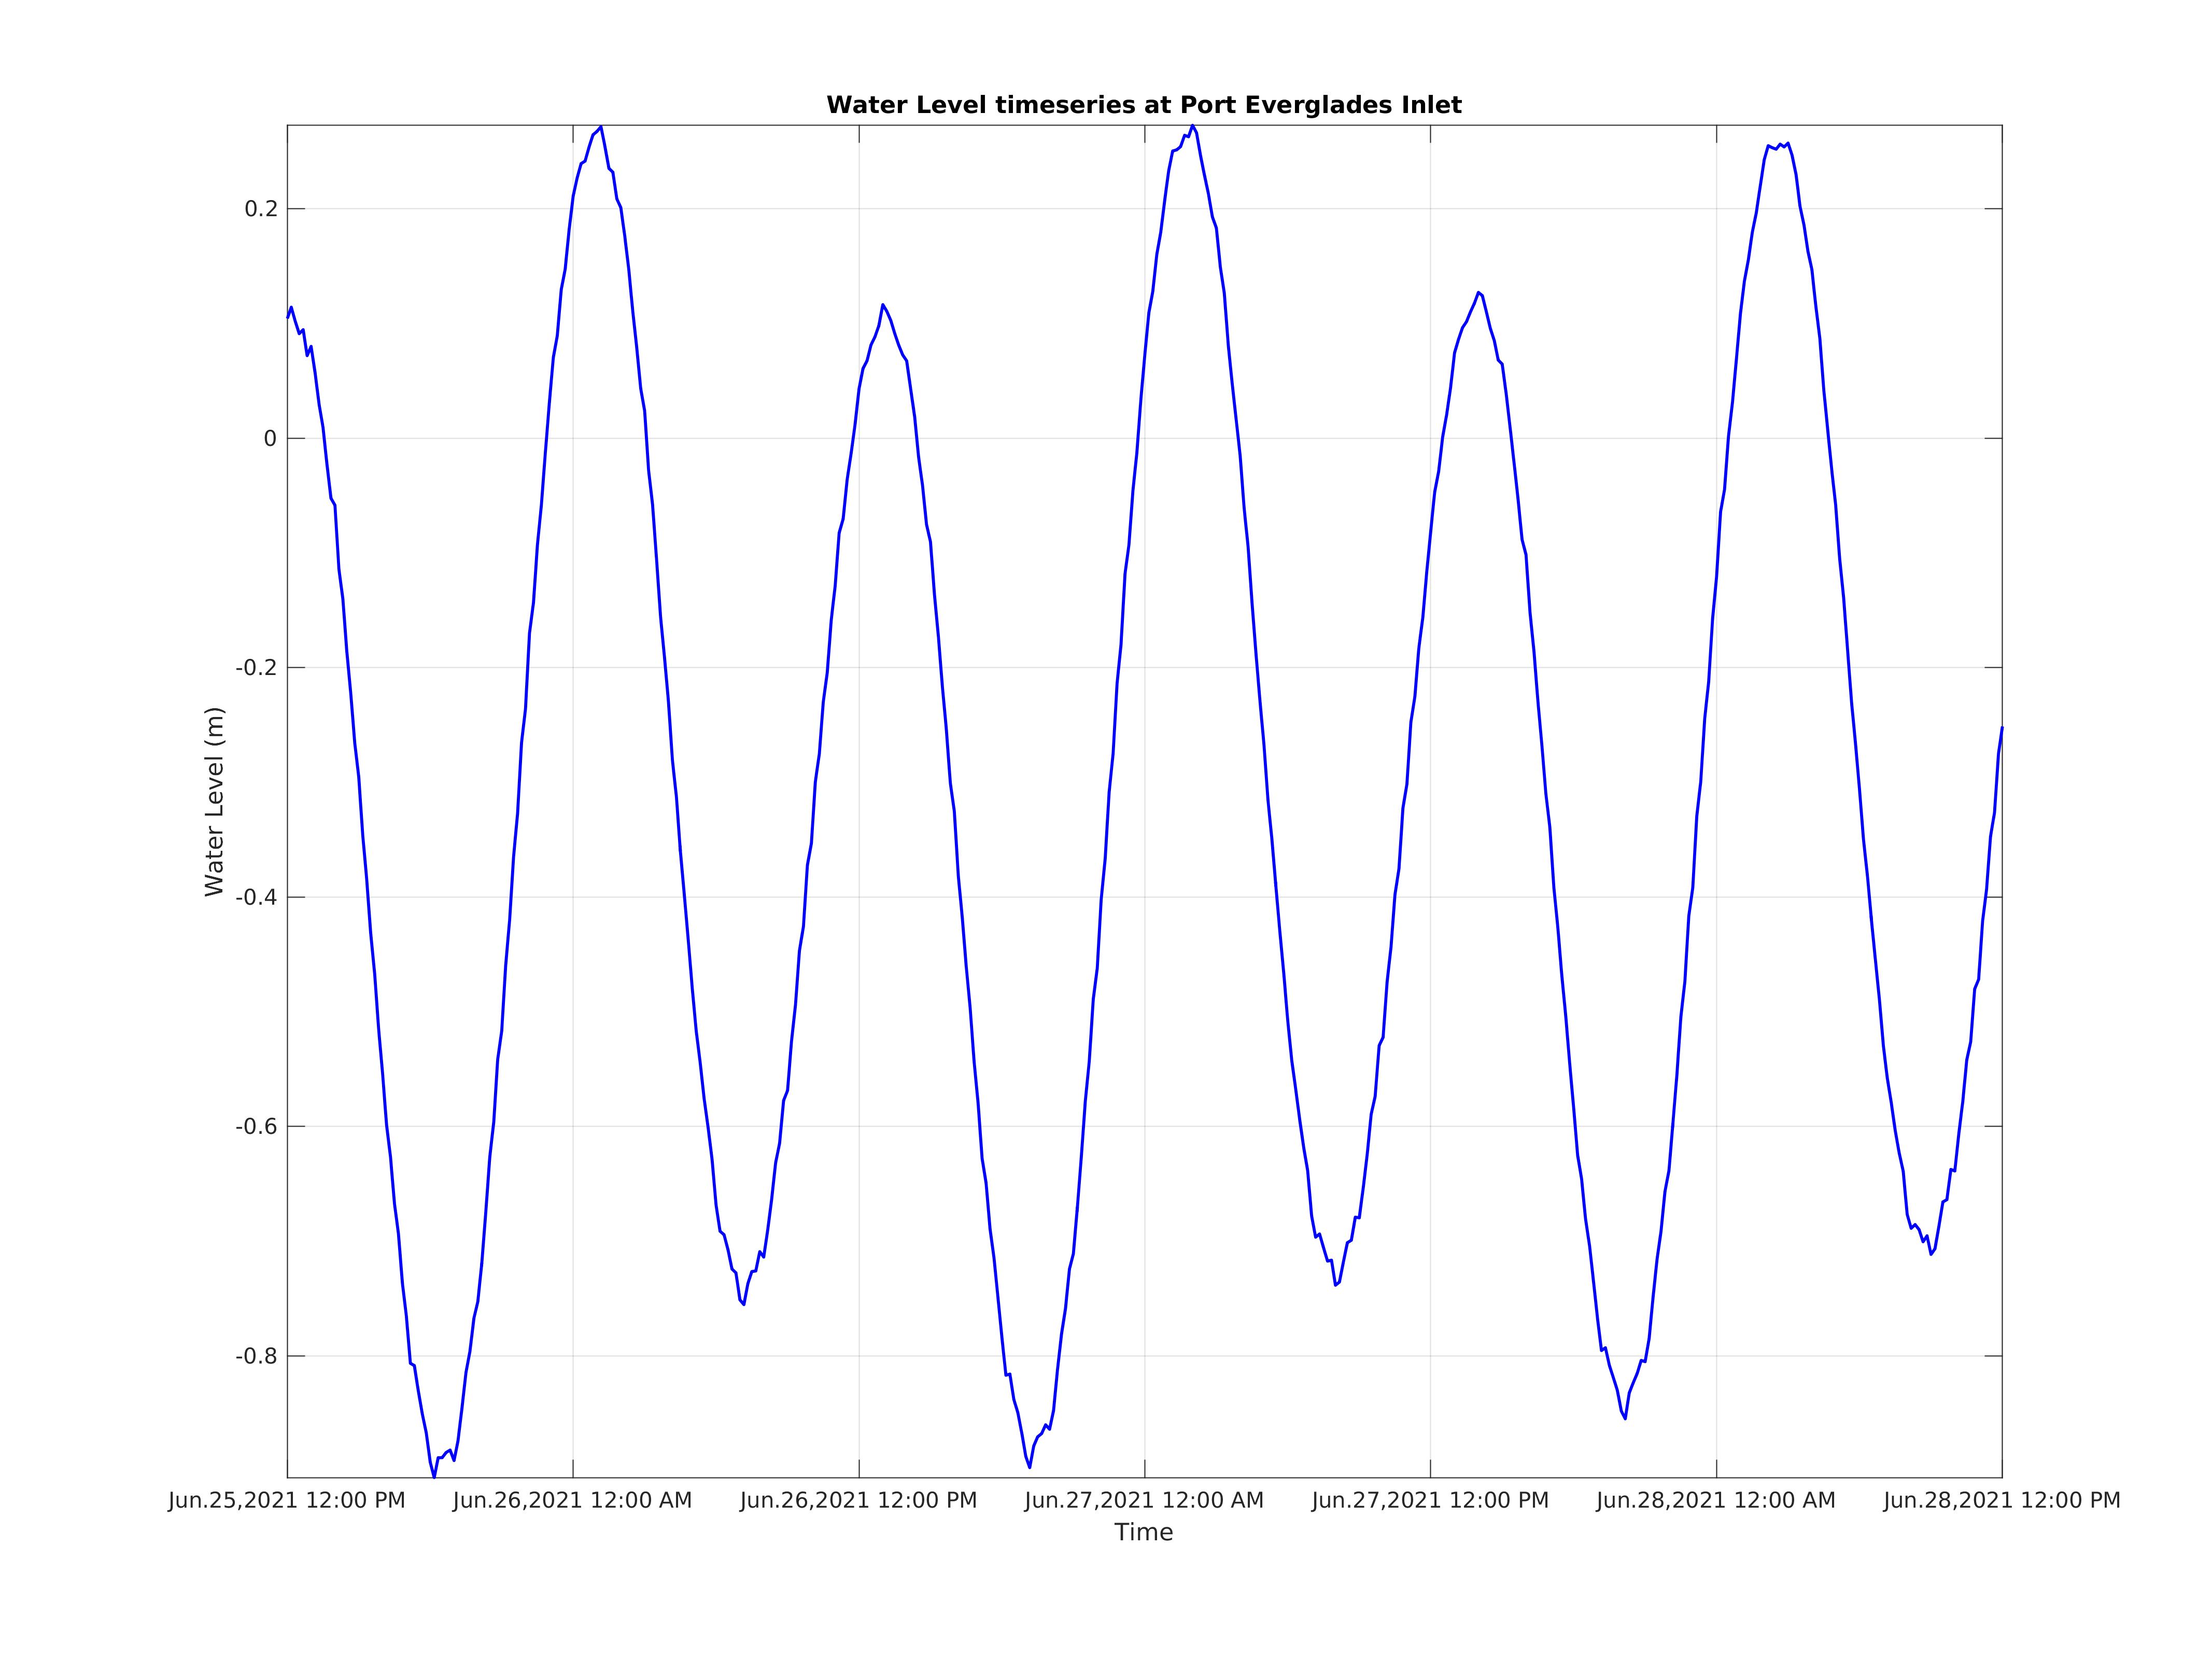 Water Level timeseries at Port Everglades Inlet
0.2
0
-0.2
-0.4
-0.6
-0.8
Water Level (m)
Jun.25,2021 12:00 PM
Jun.26,2021 12:00 AM
Jun.26,2021 12:00 PM
Jun.27,2021 12:00 AM
Jun.27,2021 12:00 PM
Jun.28,2021 12:00 AM
Jun.28,2021 12:00 PM
Time